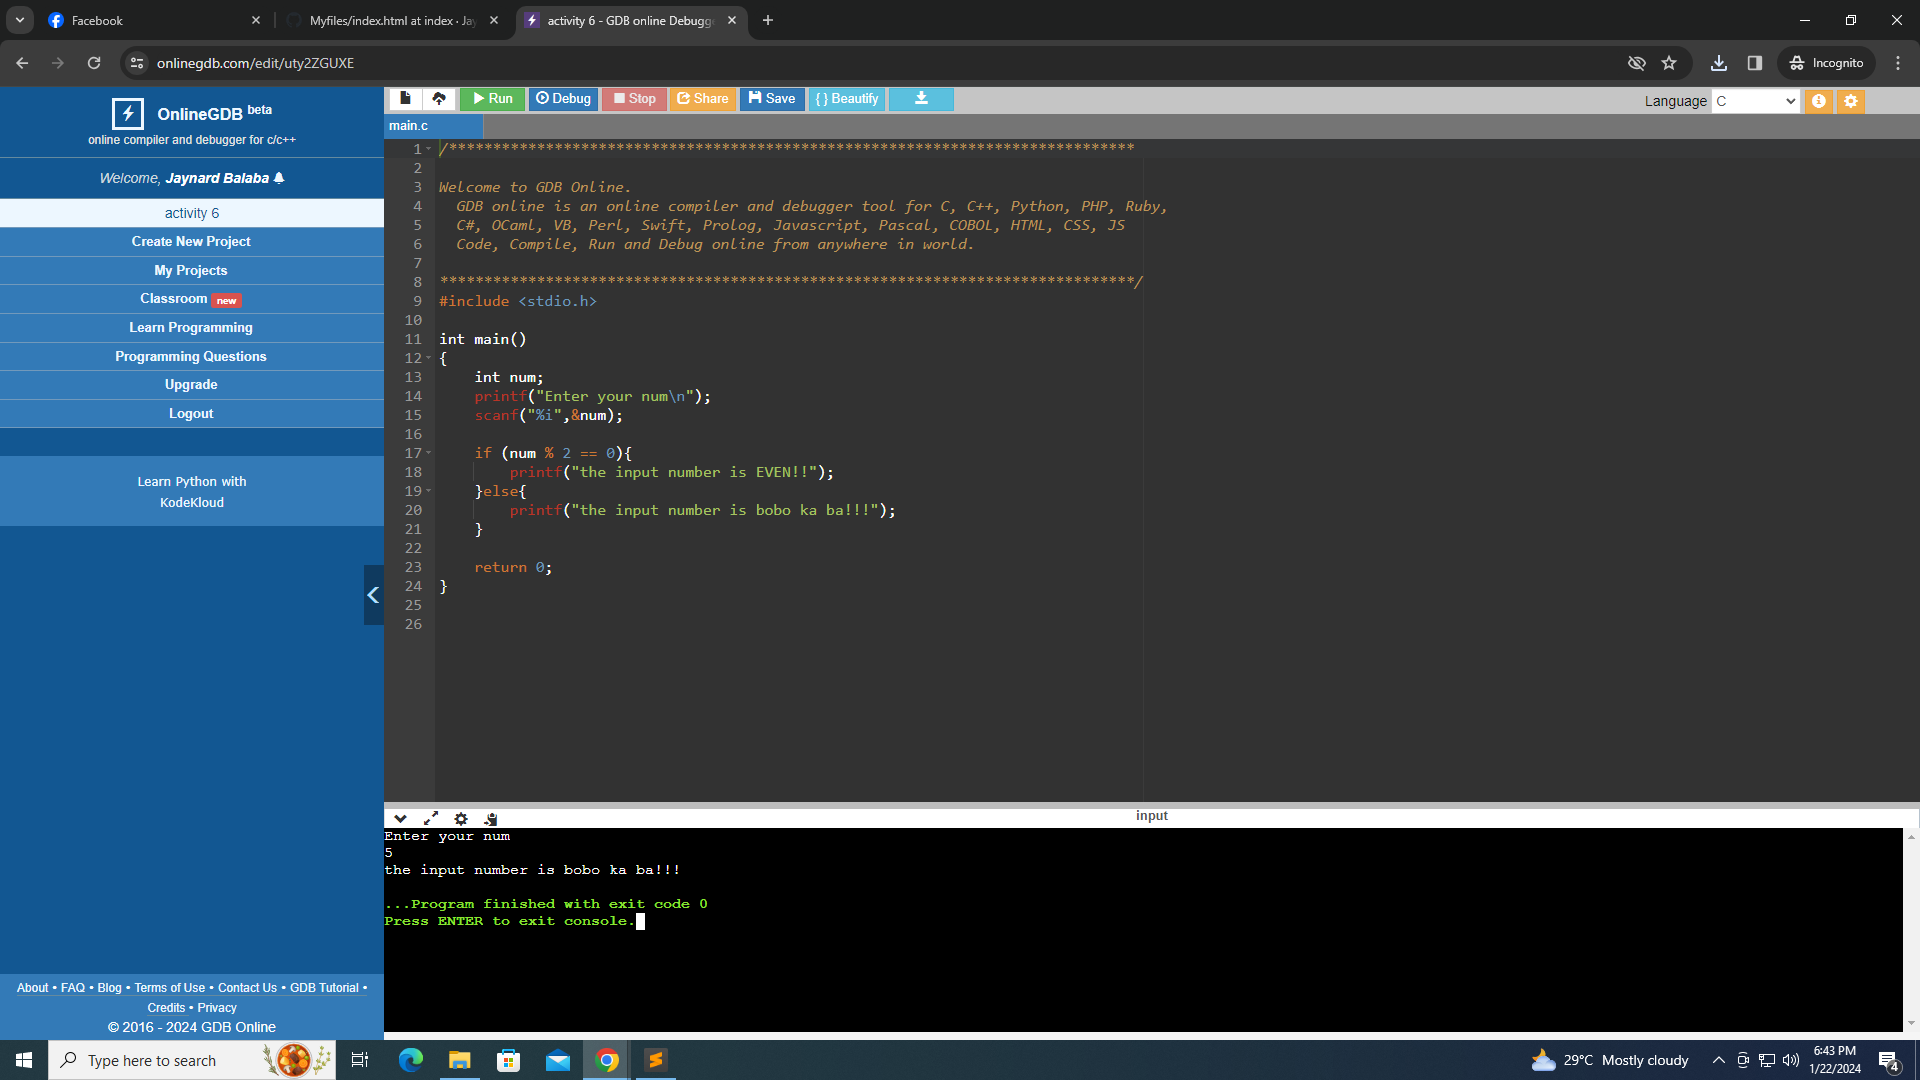 Facebook
Myfiles/index.html at index · Jay
activity 6 - GDB online Debugge
onlinegdb.com/edit/uty2ZGUXE
Incognito
OnlineGDB beta
online compiler and debugger for c/c++
Welcome, Jaynard Balaba
activity 6
Create New Project
My Projects
Classroom new
Learn Programming
Programming Questions
Upgrade
Logout
Learn Python with
KodeKloud
About • FAQ • Blog • Terms of Use • Contact Us • GDB Tutorial •
Credits • Privacy
© 2016 - 2024 GDB Online
Run Debug Stop Share Save { } Beautify
Language C
main.c
1 /******************************************************************************
2
3 Welcome to GDB Online.
4 GDB online is an online compiler and debugger tool for C, C++, Python, PHP, Ruby,
5 C#, OCaml, VB, Perl, Swift, Prolog, Javascript, Pascal, COBOL, HTML, CSS, JS
6 Code, Compile, Run and Debug online from anywhere in world.
7
8 *******************************************************************************/
9 #include <stdio.h>
10
11 int main()
12 {
13 int num;
14 printf("Enter your num\n");
15 scanf("%i",&num);
16
17 if (num % 2 == 0){
18 printf("the input number is EVEN!!");
19 }else{
20 printf("the input number is bobo ka ba!!!");
21 }
22
23 return 0;
24 }
25
26
input
Enter your num
5
the input number is bobo ka ba!!!
...Program finished with exit code 0
Press ENTER to exit console.
Type here to search
29°C Mostly cloudy
6:43 PM
1/22/2024
4